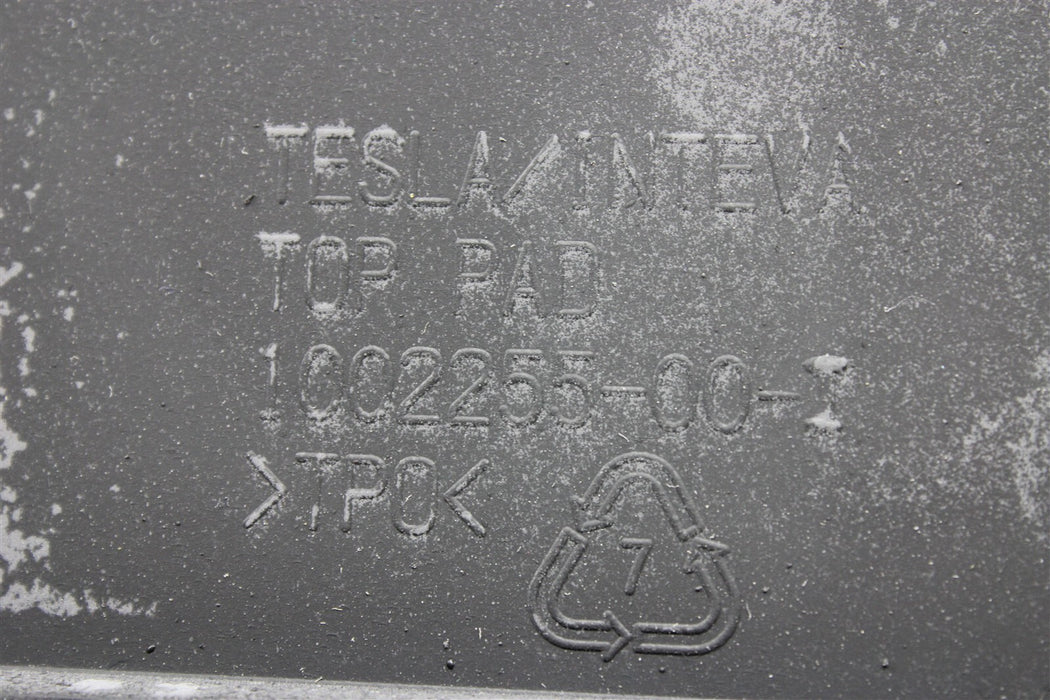 TESLA/INTEVA
TOP PAD
1002255-00-I
>TPO<
7